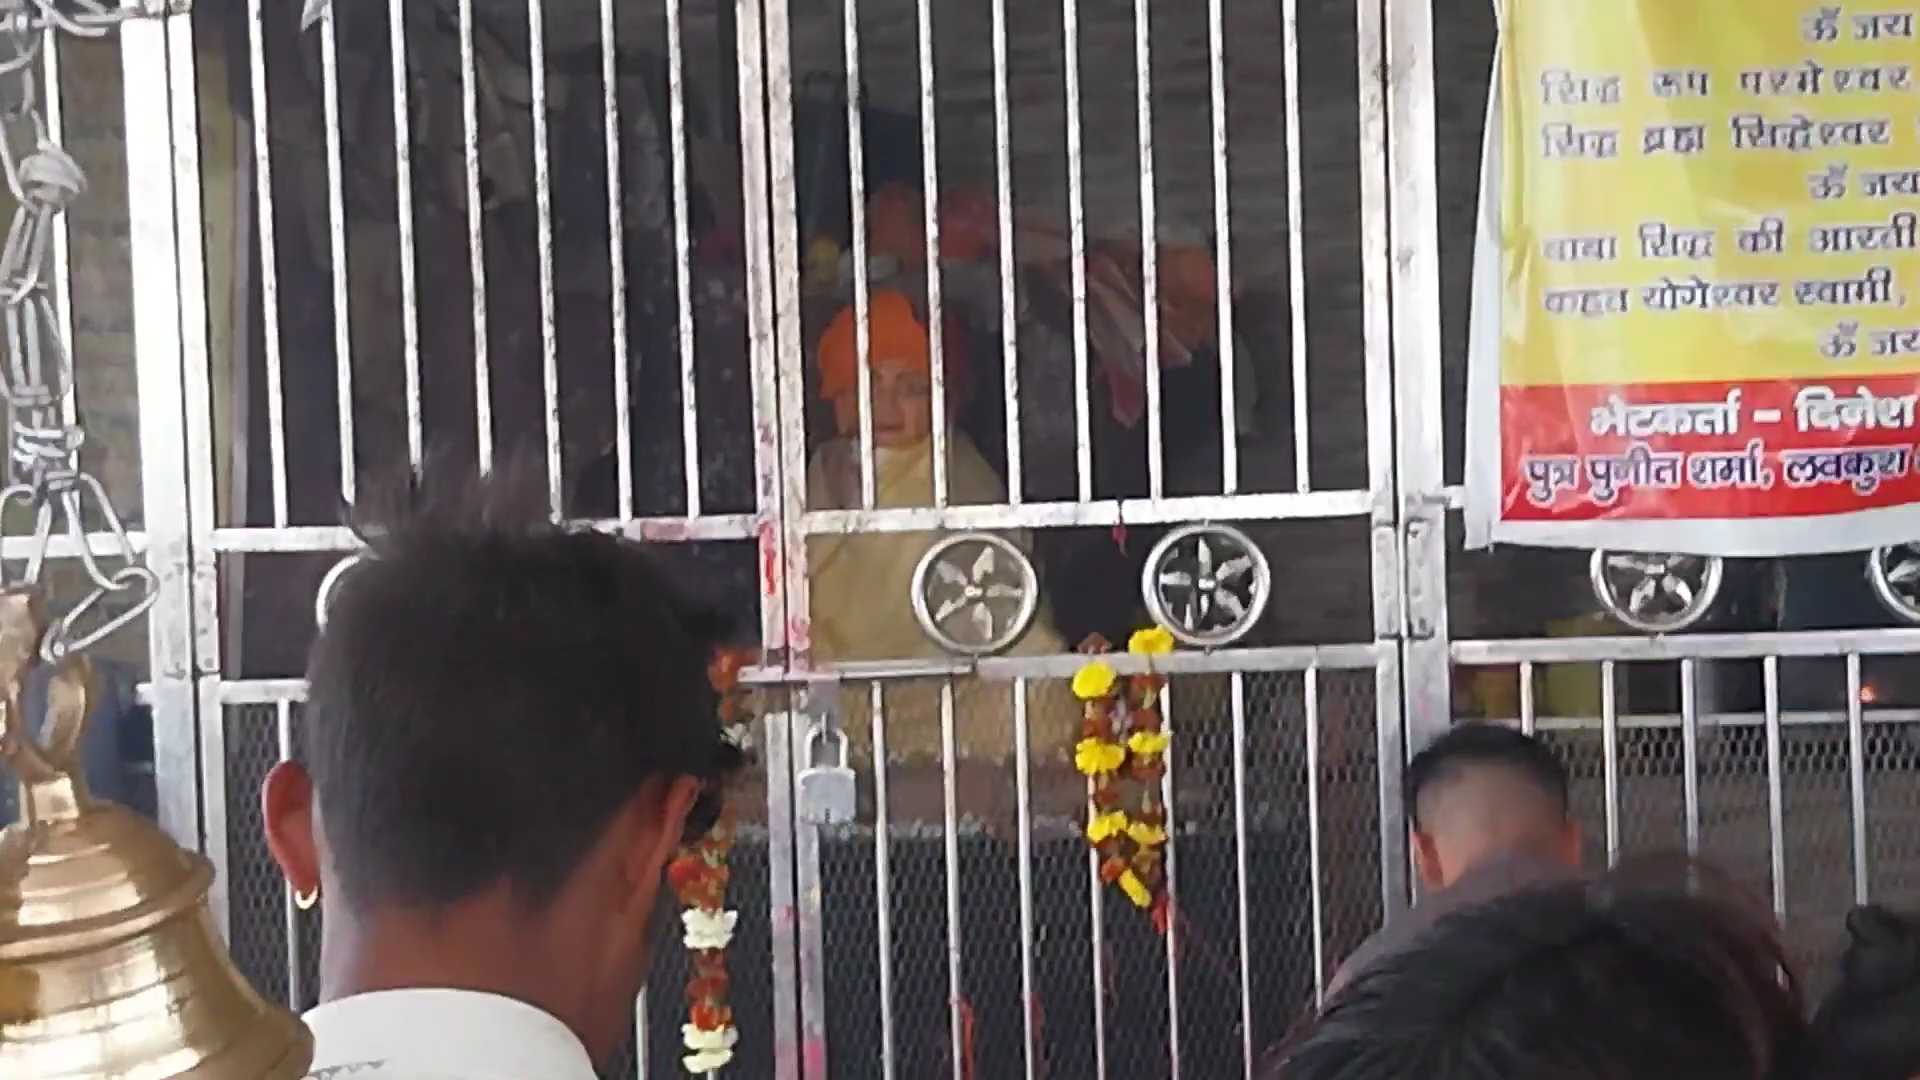 ॐ जय
सिद्ध रूप परमेश्वर
सिद्ध ब्रह्म सिद्धेश्वर
ॐ जय
बाबा सिद्ध की आरती
कहत योगेश्वर स्वामी,
ॐ जय
भेटकर्ता – दिनेश
पुत्र पुनीत शर्मा, लवकुश